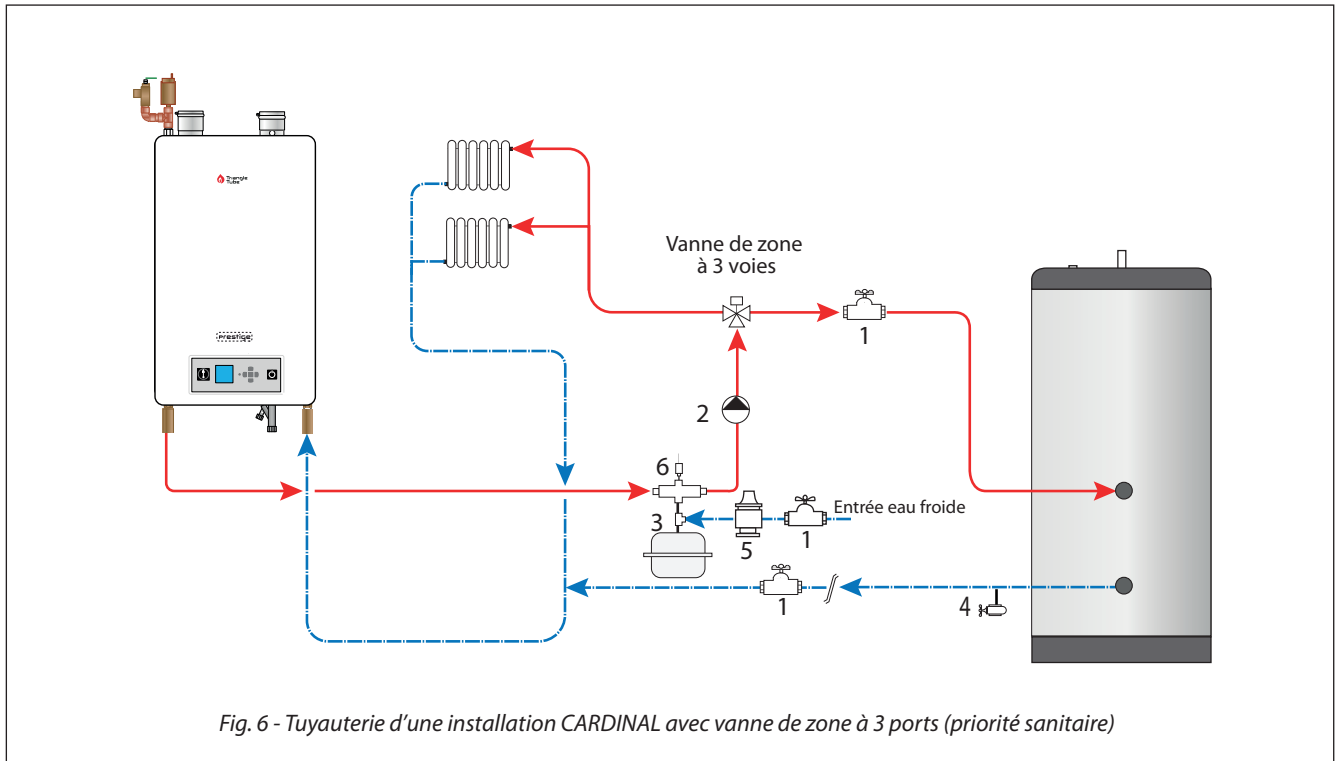 Triangle
Tube
Prestige
Vanne de zone
à 3 voies
1
2
6
Entrée eau froide
3
5
1
1
4
Fig. 6 - Tuyauterie d’une installation CARDINAL avec vanne de zone à 3 ports (priorité sanitaire)